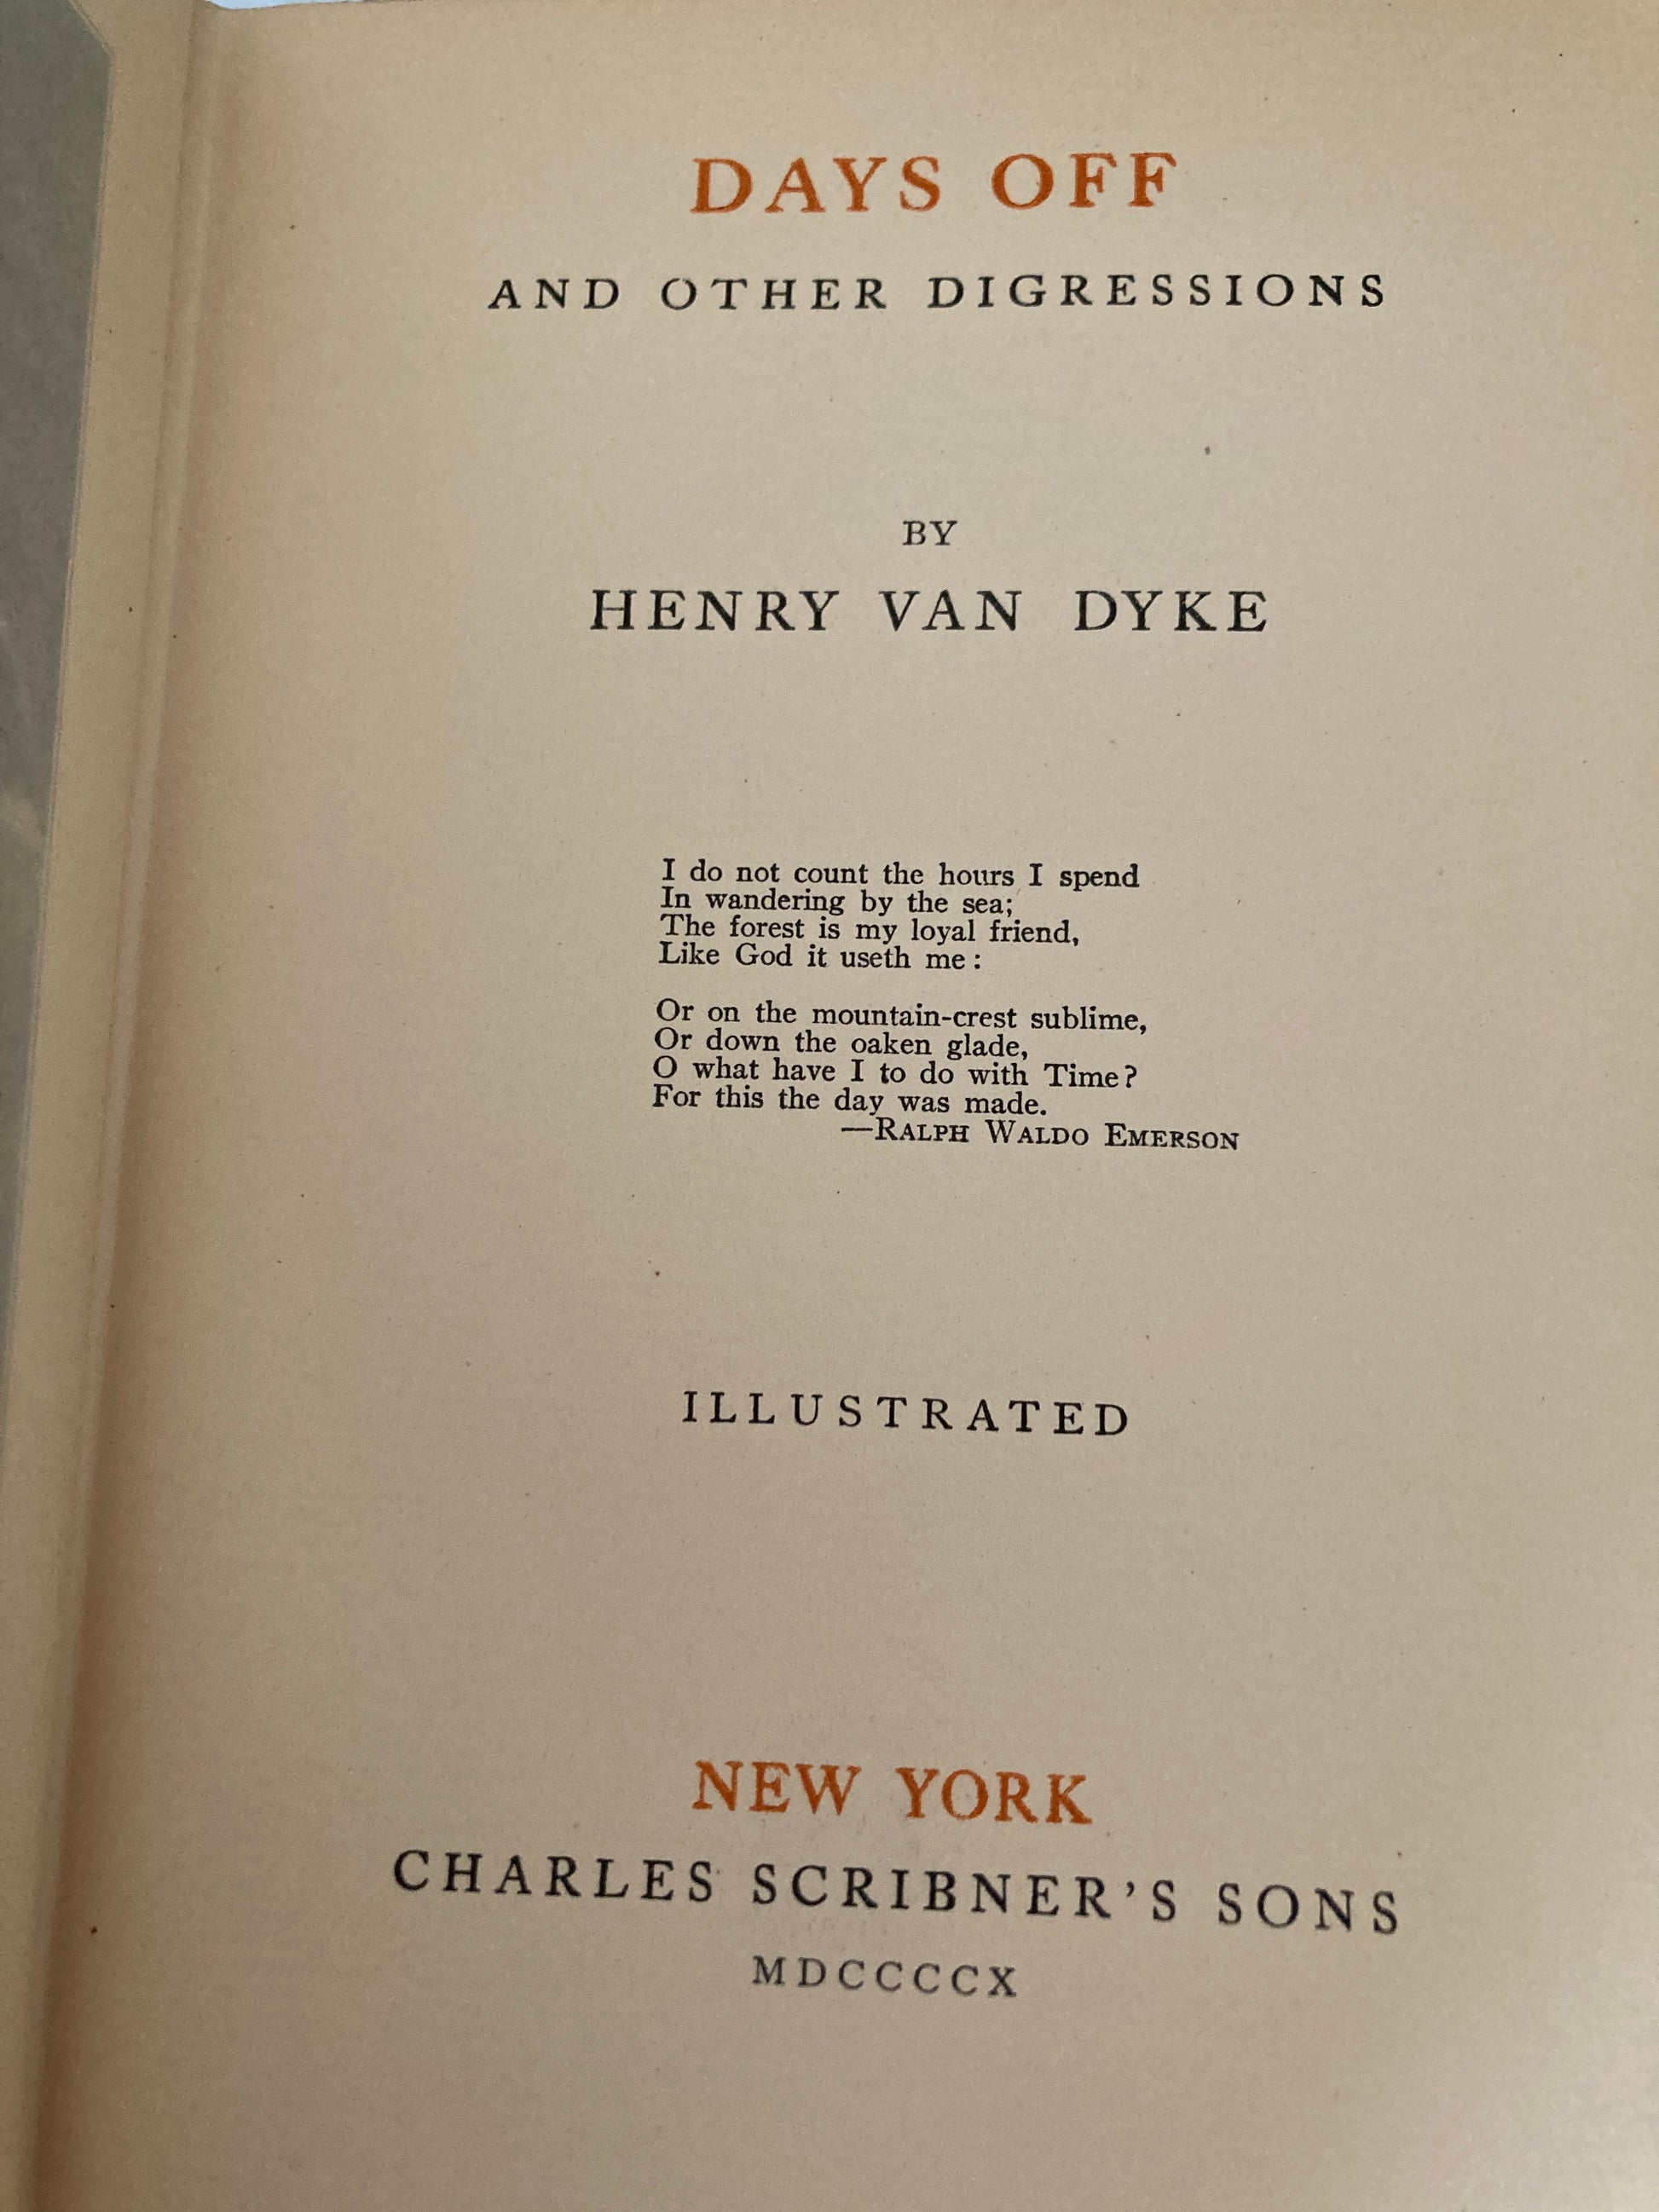 DAYS OFF
AND OTHER DIGRESSIONS
BY
HENRY VAN DYKE
I do not count the hours I spend
In wandering by the sea;
The forest is my loyal friend,
Like God it useth me:
Or on the mountain-crest sublime,
Or down the oaken glade,
O what have I to do with Time?
For this the day was made.
—RALPH WALDO EMERSON
ILLUSTRATED
NEW YORK
CHARLES SCRIBNER'S SONS
MDCCCCX